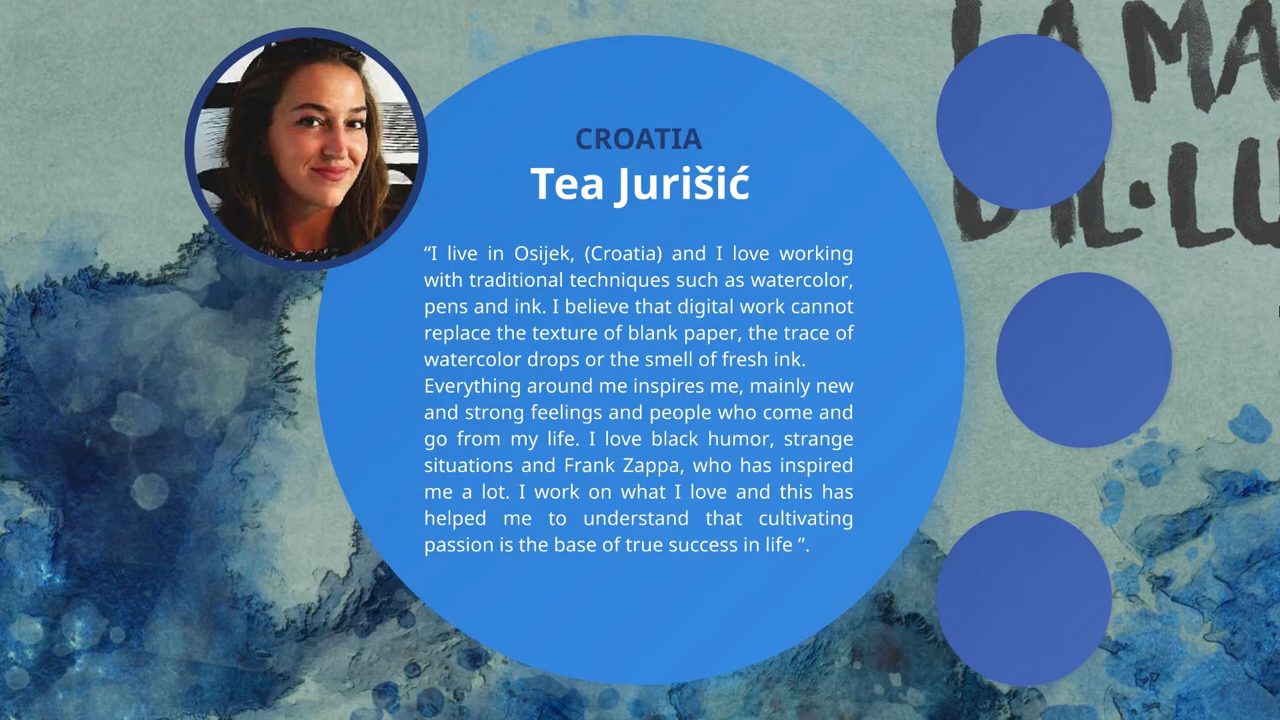 CROATIA
Tea Jurišić
“I live in Osijek, (Croatia) and I love working
with traditional techniques such as watercolor,
pens and ink. I believe that digital work cannot
replace the texture of blank paper, the trace of
watercolor drops or the smell of fresh ink.
Everything around me inspires me, mainly new
and strong feelings and people who come and
go from my life. I love black humor, strange
situations and Frank Zappa, who has inspired
me a lot. I work on what I love and this has
helped me to understand that cultivating
passion is the base of true success in life ”.